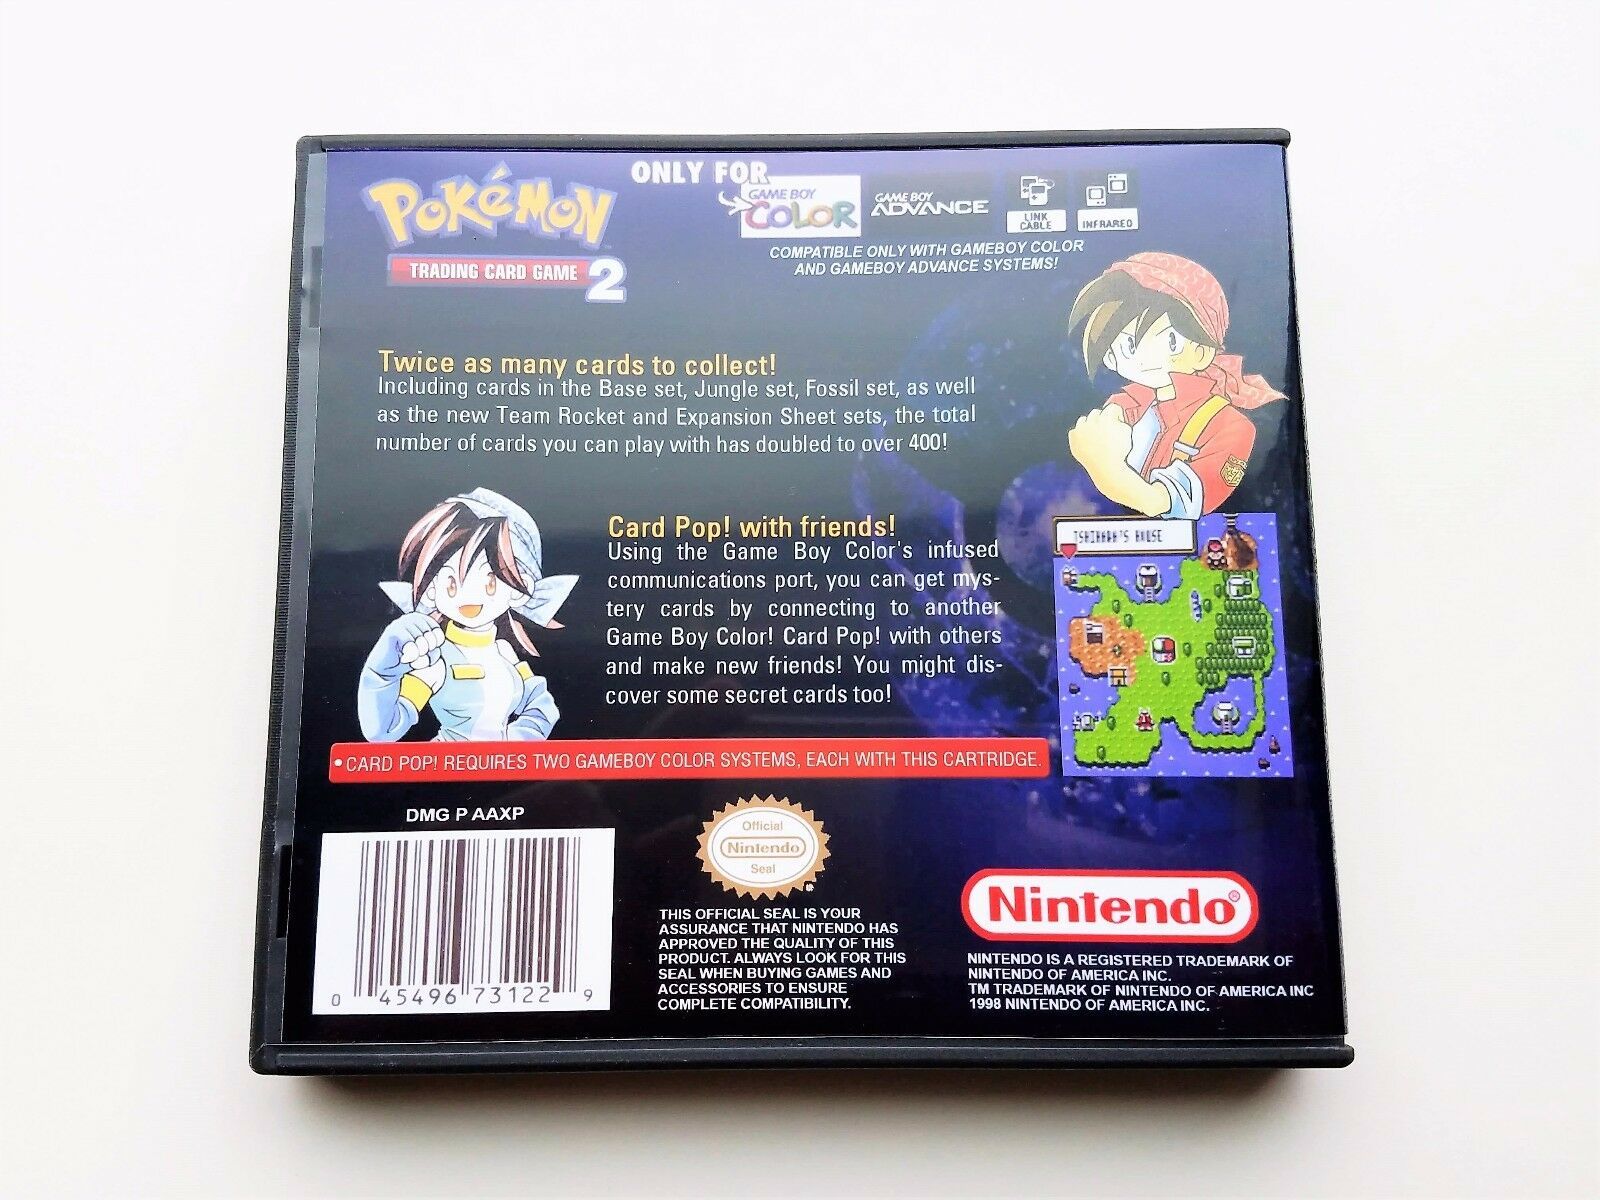 POKéMON
TRADING CARD GAME 2
ONLY FOR
GAME BOY
COLOR
GAME BOY
ADVANCE
LINK
CABLE
INFRARED
COMPATIBLE ONLY WITH GAMEBOY COLOR
AND GAMEBOY ADVANCE SYSTEMS!
Twice as many cards to collect!
Including cards in the Base set, Jungle set, Fossil set, as well
as the new Team Rocket and Expansion Sheet sets, the total
number of cards you can play with has doubled to over 400!
Card Pop! with friends!
Using the Game Boy Color's infused
communications port, you can get mys-
tery cards by connecting to another
Game Boy Color! Card Pop! with others
and make new friends! You might dis-
cover some secret cards too!
ISHIHARA'S HOUSE
• CARD POP! REQUIRES TWO GAMEBOY COLOR SYSTEMS, EACH WITH THIS CARTRIDGE.
DMG P AAXP
0 45496 73122 9
Official
Nintendo
Seal
THIS OFFICIAL SEAL IS YOUR
ASSURANCE THAT NINTENDO HAS
APPROVED THE QUALITY OF THIS
PRODUCT. ALWAYS LOOK FOR THIS
SEAL WHEN BUYING GAMES AND
ACCESSORIES TO ENSURE
COMPLETE COMPATIBILITY.
Nintendo®
NINTENDO IS A REGISTERED TRADEMARK OF
NINTENDO OF AMERICA INC.
TM TRADEMARK OF NINTENDO OF AMERICA INC
1998 NINTENDO OF AMERICA INC.